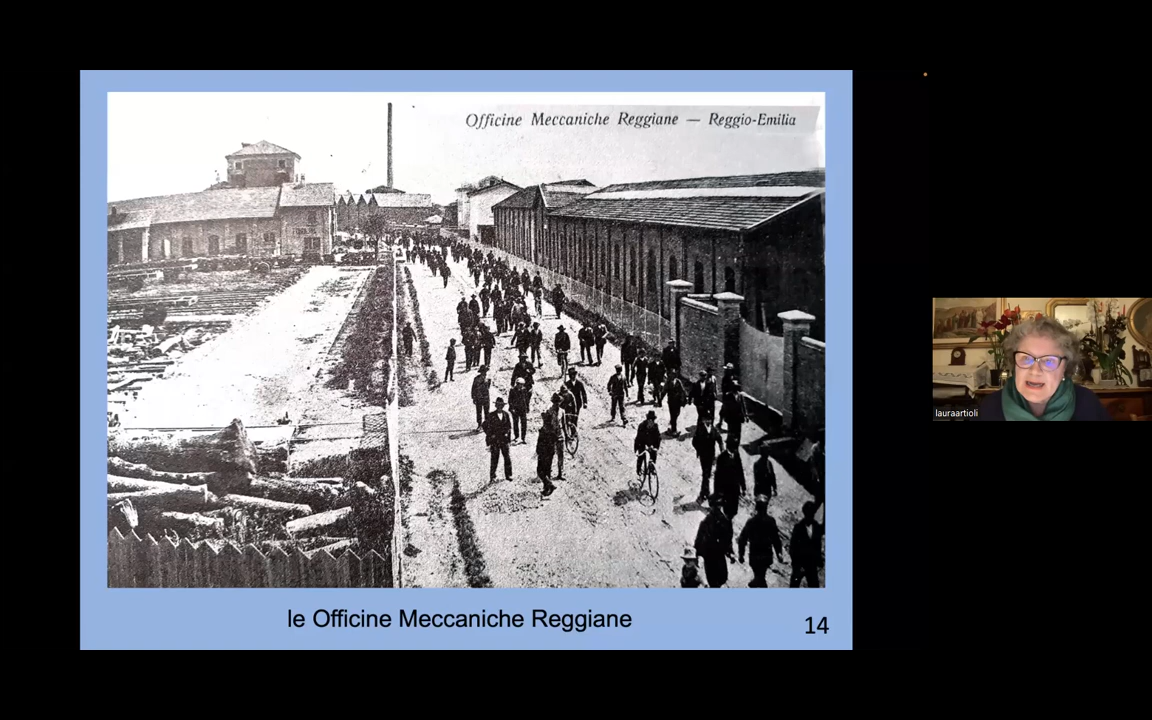 Officine Meccaniche Reggiane — Reggio-Emilia
le Officine Meccaniche Reggiane
14
lauraartioli